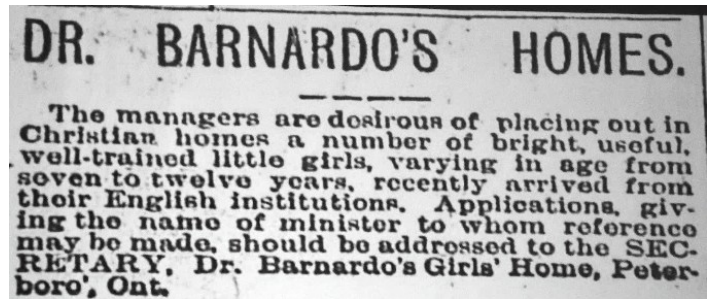 DR. BARNARDO'S HOMES.
The managers are desirous of placing out in
Christian homes a number of bright, useful,
well-trained little girls, varying in age from
seven to twelve years, recently arrived from
their English institutions. Applications, giv-
ing the name of minister to whom reference
may be made, should be addressed to the SEC-
RETARY, Dr. Barnardo's Girls' Home, Peter-
boro', Ont.